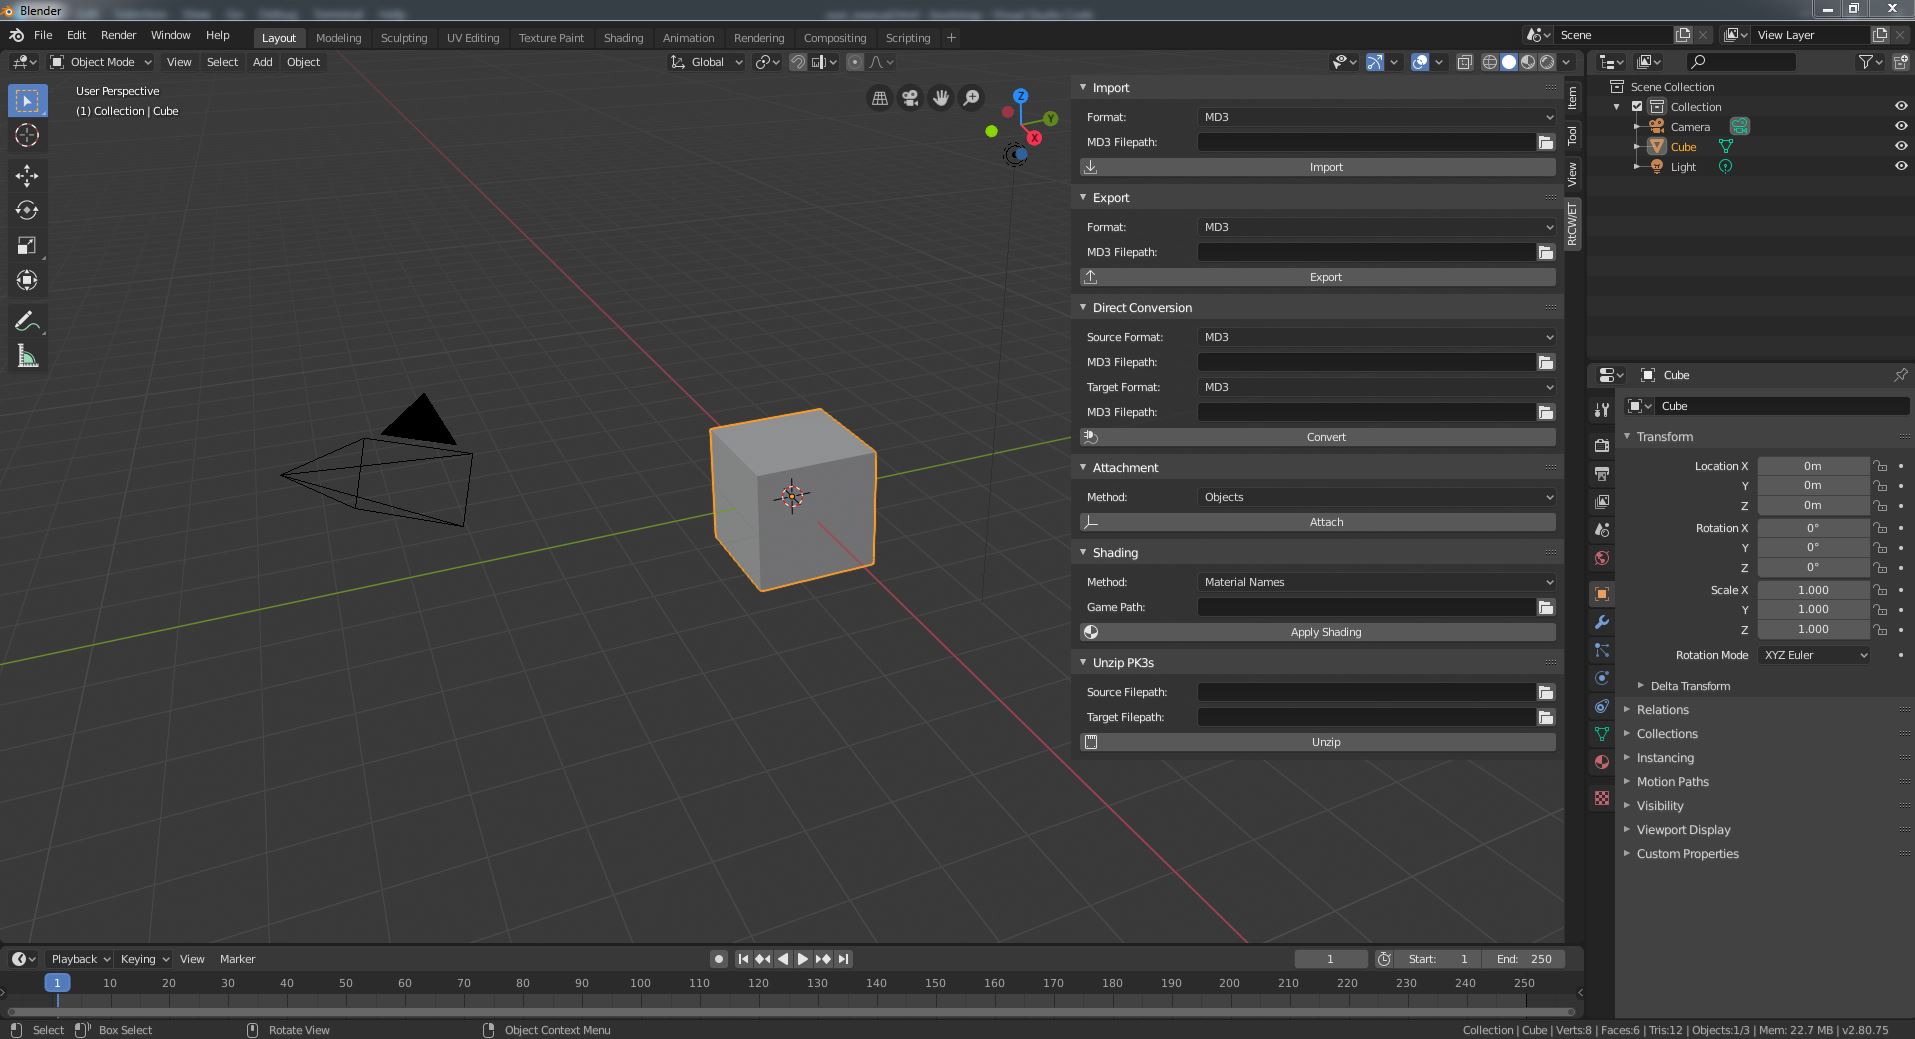 Blender
File Edit Render Window Help Layout Modeling Sculpting UV Editing Texture Paint Shading Animation Rendering Compositing Scripting + Scene View Layer
Object Mode View Select Add Object Global
User Perspective
(1) Collection | Cube
Z
Y
X
Import
Format: MD3
MD3 Filepath:
Import
Export
Format: MD3
MD3 Filepath:
Export
Direct Conversion
Source Format: MD3
MD3 Filepath:
Target Format: MD3
MD3 Filepath:
Convert
Attachment
Method: Objects
Attach
Shading
Method: Material Names
Game Path:
Apply Shading
Unzip PK3s
Source Filepath:
Target Filepath:
Unzip
Item
Tool
View
RtCW/ET
Scene Collection
Collection
Camera
Cube
Light
Cube
Cube
Transform
Location X 0m
Y 0m
Z 0m
Rotation X 0°
Y 0°
Z 0°
Scale X 1.000
Y 1.000
Z 1.000
Rotation Mode XYZ Euler
Delta Transform
Relations
Collections
Instancing
Motion Paths
Visibility
Viewport Display
Custom Properties
Playback Keying View Marker 1 Start: 1 End: 250
1 10 20 30 40 50 60 70 80 90 100 110 120 130 140 150 160 170 180 190 200 210 220 230 240 250
Select Box Select Rotate View Object Context Menu Collection | Cube | Verts:8 | Faces:6 | Tris:12 | Objects:1/3 | Mem: 22.7 MB | v2.80.75